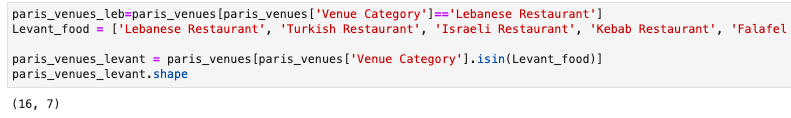 paris_venues_leb=paris_venues[paris_venues['Venue Category']=='Lebanese Restaurant']
Levant_food = ['Lebanese Restaurant', 'Turkish Restaurant', 'Israeli Restaurant', 'Kebab Restaurant', 'Falafel
paris_venues_levant = paris_venues[paris_venues['Venue Category'].isin(Levant_food)]
paris_venues_levant.shape
(16, 7)